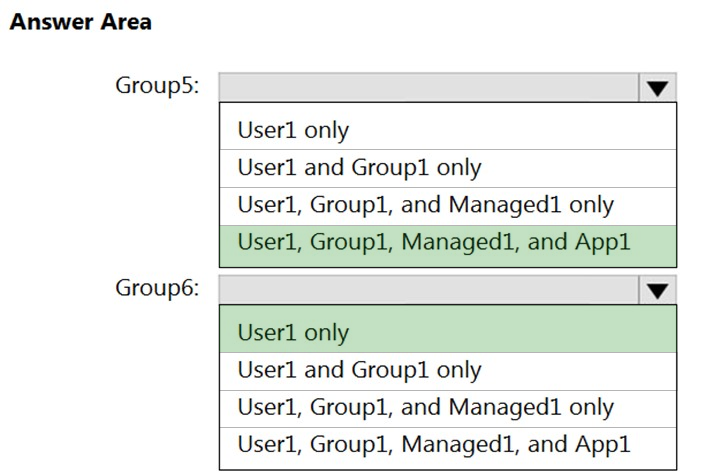 Answer Area
Group5:
User1 only
User1 and Group1 only
User1, Group1, and Managed1 only
User1, Group1, Managed1, and App1
Group6:
User1 only
User1 and Group1 only
User1, Group1, and Managed1 only
User1, Group1, Managed1, and App1